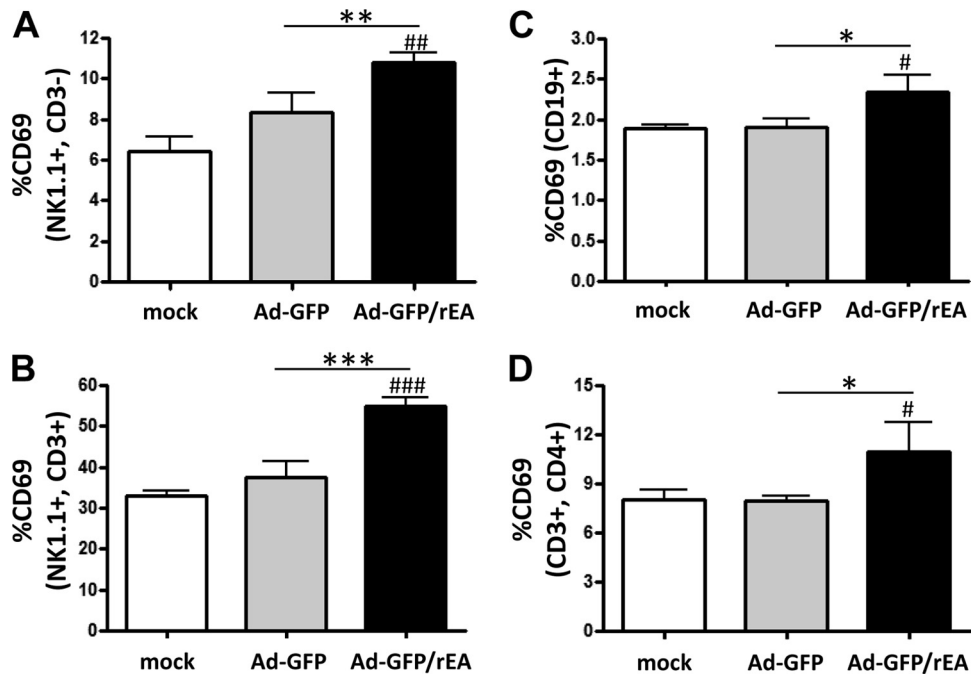 A
%CD69
(NK1.1+, CD3-)
12
10
8
6
4
2
0
**
##
mock
Ad-GFP
Ad-GFP/rEA
C
%CD69 (CD19+)
3.0
2.5
2.0
1.5
1.0
0.0
*
#
mock
Ad-GFP
Ad-GFP/rEA
B
%CD69
(NK1.1+, CD3+)
60
50
40
30
20
10
0
***
###
mock
Ad-GFP
Ad-GFP/rEA
D
%CD69
(CD3+, CD4+)
15
12
9
6
3
0
*
#
mock
Ad-GFP
Ad-GFP/rEA